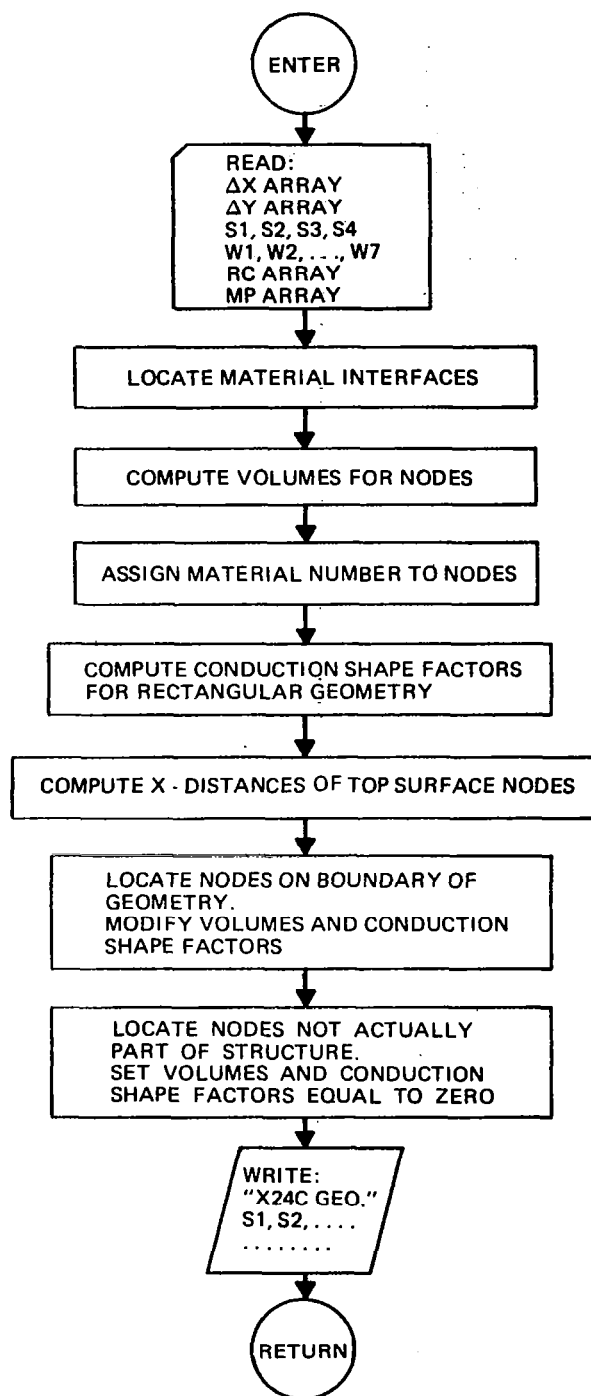 ENTER
READ:
ΔX ARRAY
ΔY ARRAY
S1, S2, S3, S4
W1, W2, . . ., W7
RC ARRAY
MP ARRAY
LOCATE MATERIAL INTERFACES
COMPUTE VOLUMES FOR NODES
ASSIGN MATERIAL NUMBER TO NODES
COMPUTE CONDUCTION SHAPE FACTORS
FOR RECTANGULAR GEOMETRY
COMPUTE X - DISTANCES OF TOP SURFACE NODES
LOCATE NODES ON BOUNDARY OF
GEOMETRY.
MODIFY VOLUMES AND CONDUCTION
SHAPE FACTORS
LOCATE NODES NOT ACTUALLY
PART OF STRUCTURE.
SET VOLUMES AND CONDUCTION
SHAPE FACTORS EQUAL TO ZERO
WRITE:
"X24C GEO."
S1, S2, . . . .
. . . . . . . .
RETURN